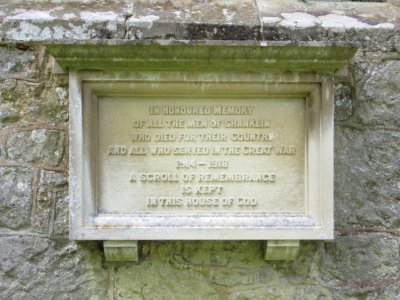 IN HONOURED MEMORY
OF ALL THE MEN OF SHANKLIN
WHO DIED FOR THEIR COUNTRY
AND ALL WHO SERVED IN THE GREAT WAR
1914–1918
A SCROLL OF REMEMBRANCE
IS KEPT
IN THIS HOUSE OF GOD